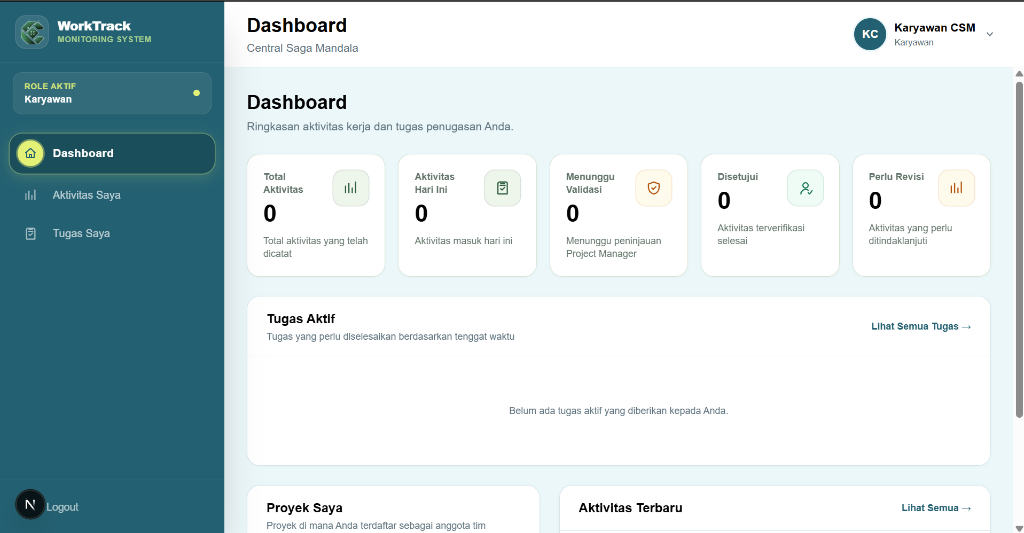 WorkTrack
MONITORING SYSTEM
ROLE AKTIF
Karyawan
Dashboard
Aktivitas Saya
Tugas Saya
N
Logout
Dashboard
Central Saga Mandala
KC
Karyawan CSM
Karyawan
Dashboard
Ringkasan aktivitas kerja dan tugas penugasan Anda.
Total
Aktivitas
0
Total aktivitas yang telah
dicatat
Aktivitas
Hari Ini
0
Aktivitas masuk hari ini
Menunggu
Validasi
0
Menunggu peninjauan
Project Manager
Disetujui
0
Aktivitas terverifikasi
selesai
Perlu Revisi
0
Aktivitas yang perlu
ditindaklanjuti
Tugas Aktif
Tugas yang perlu diselesaikan berdasarkan tenggat waktu
Lihat Semua Tugas →
Belum ada tugas aktif yang diberikan kepada Anda.
Proyek Saya
Proyek di mana Anda terdaftar sebagai anggota tim
Aktivitas Terbaru
Lihat Semua →